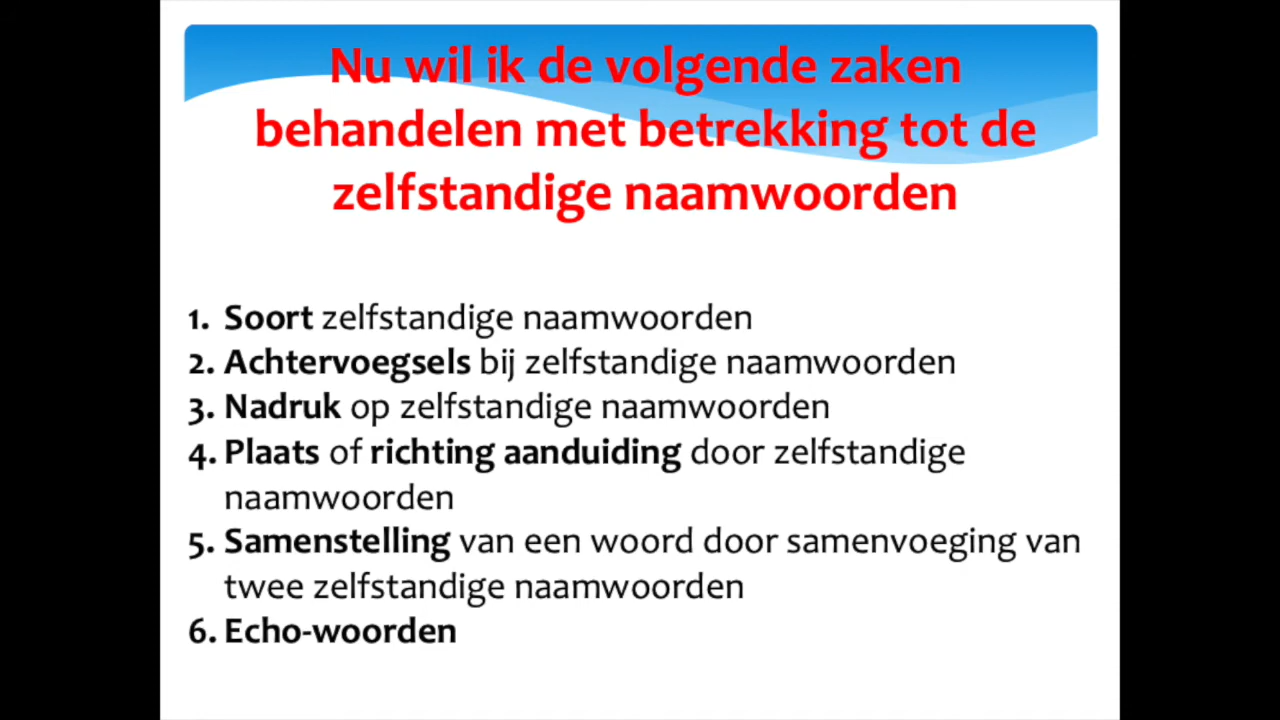 Nu wil ik de volgende zaken
behandelen met betrekking tot de
zelfstandige naamwoorden
1. Soort zelfstandige naamwoorden
2. Achtervoegsels bij zelfstandige naamwoorden
3. Nadruk op zelfstandige naamwoorden
4. Plaats of richting aanduiding door zelfstandige
naamwoorden
5. Samenstelling van een woord door samenvoeging van
twee zelfstandige naamwoorden
6. Echo-woorden